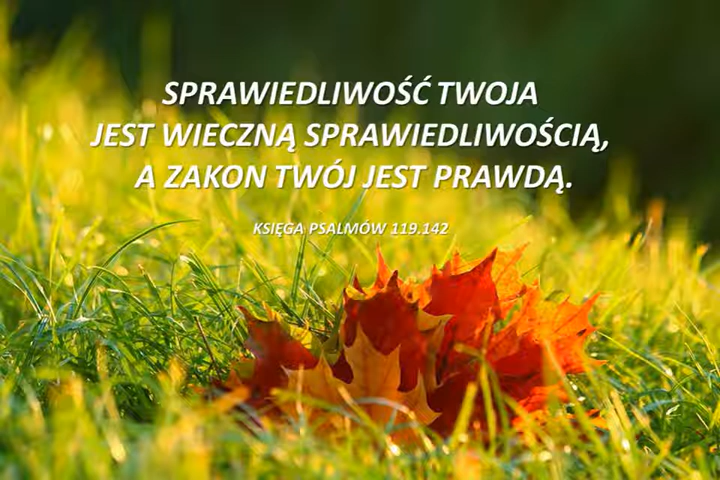 SPRAWIEDLIWOŚĆ TWOJA
JEST WIECZNĄ SPRAWIEDLIWOŚCIĄ,
A ZAKON TWÓJ JEST PRAWDĄ.
KSIĘGA PSALMÓW 119.142